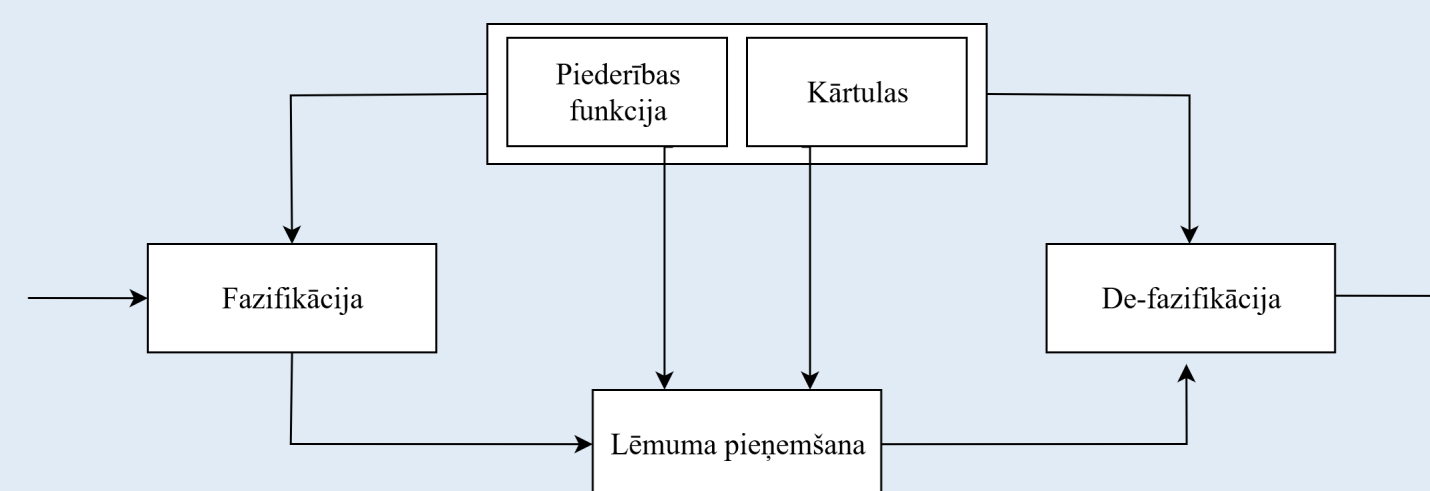 Piederības
funkcija
Kārtulas
Fazifikācija
De-fazifikācija
Lēmuma pieņemšana